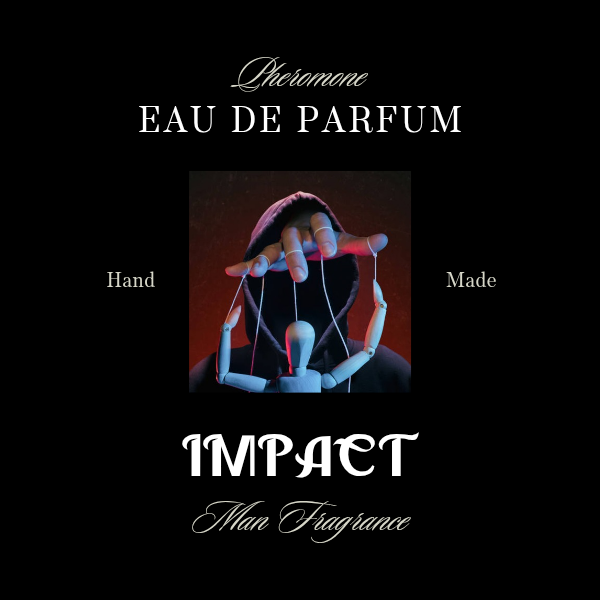 Pheromone
EAU DE PARFUM
Hand
Made
IMPACT
Man Fragrance